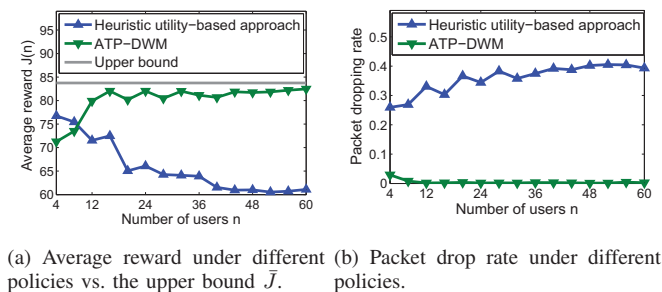 95
90
85
80
75
70
65
60
Average reward J(n)
Heuristic utility−based approach
ATP−DWM
Upper bound
4 12 24 36 48 60
Number of users n
0.5
0.4
0.3
0.2
0.1
0
Packet dropping rate
Heuristic utility−based approach
ATP−DWM
4 12 24 36 48 60
Number of users n
(a) Average reward under different
policies vs. the upper bound J̄.
(b) Packet drop rate under different
policies.